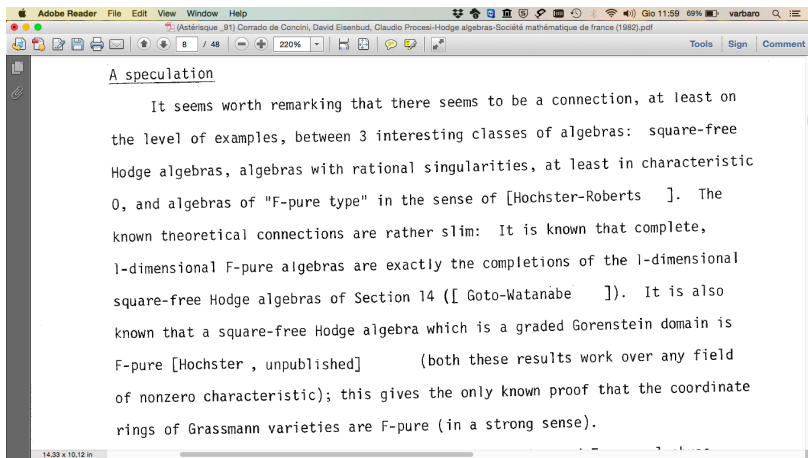 Adobe Reader File Edit View Window Help Gio 11:59 69% varbaro
(Astérisque _91) Corrado de Concini, David Eisenbud, Claudio Procesi-Hodge algebras-Société mathématique de france (1982).pdf
8 / 48 220% Tools Sign Comment
A speculation
It seems worth remarking that there seems to be a connection, at least on
the level of examples, between 3 interesting classes of algebras: square-free
Hodge algebras, algebras with rational singularities, at least in characteristic
0, and algebras of "F-pure type" in the sense of [Hochster-Roberts ]. The
known theoretical connections are rather slim: It is known that complete,
1-dimensional F-pure algebras are exactly the completions of the 1-dimensional
square-free Hodge algebras of Section 14 ([ Goto-Watanabe ]). It is also
known that a square-free Hodge algebra which is a graded Gorenstein domain is
F-pure [Hochster , unpublished] (both these results work over any field
of nonzero characteristic); this gives the only known proof that the coordinate
rings of Grassmann varieties are F-pure (in a strong sense).
14,33 x 10,12 in